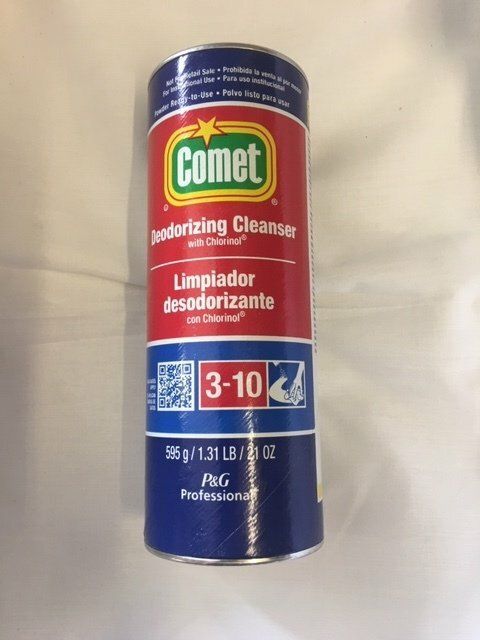 Not For Retail Sale • Prohibida la venta al por menor
For Institutional Use • Para uso institucional
Powder Ready-to-Use • Polvo listo para usar
Comet
Deodorizing Cleanser
with Chlorinol®
Limpiador
desodorizante
con Chlorinol®
3-10
595 g / 1.31 LB / 21 OZ
P&G
Professional